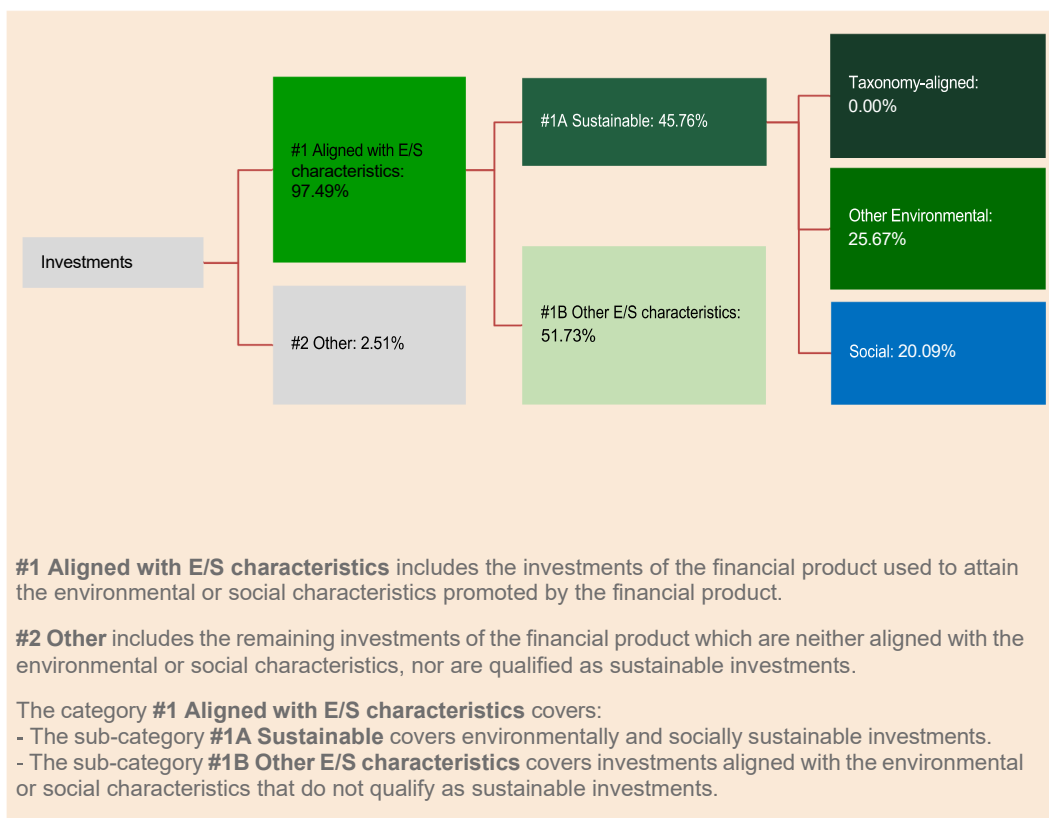 Investments
#1 Aligned with E/S
characteristics:
97.49%
#2 Other: 2.51%
#1A Sustainable: 45.76%
#1B Other E/S characteristics:
51.73%
Taxonomy-aligned:
0.00%
Other Environmental:
25.67%
Social: 20.09%
#1 Aligned with E/S characteristics includes the investments of the financial product used to attain
the environmental or social characteristics promoted by the financial product.
#2 Other includes the remaining investments of the financial product which are neither aligned with the
environmental or social characteristics, nor are qualified as sustainable investments.
The category #1 Aligned with E/S characteristics covers:
- The sub-category #1A Sustainable covers environmentally and socially sustainable investments.
- The sub-category #1B Other E/S characteristics covers investments aligned with the environmental
or social characteristics that do not qualify as sustainable investments.